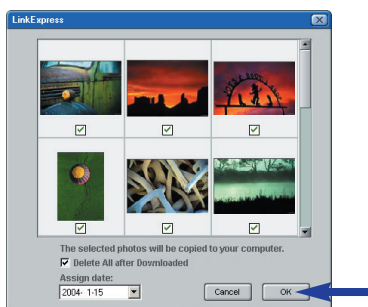 LinkExpress
The selected photos will be copied to your computer.
Delete All after Downloaded
Assign date:
2004- 1-15
Cancel
OK